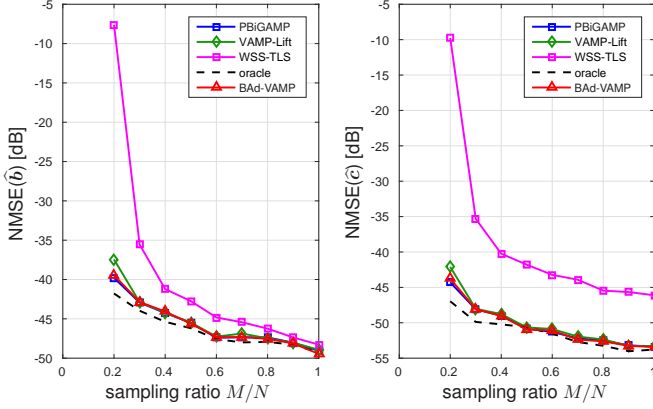 -5
-10
-15
-20
-25
-30
-35
-40
-45
-50
0
0.2
0.4
0.6
0.8
1
NMSE(b̂) [dB]
sampling ratio M/N
PBiGAMP
VAMP-Lift
WSS-TLS
oracle
BAd-VAMP
-5
-10
-15
-20
-25
-30
-35
-40
-45
-50
-55
0
0.2
0.4
0.6
0.8
1
NMSE(ĉ) [dB]
sampling ratio M/N
PBiGAMP
VAMP-Lift
WSS-TLS
oracle
BAd-VAMP